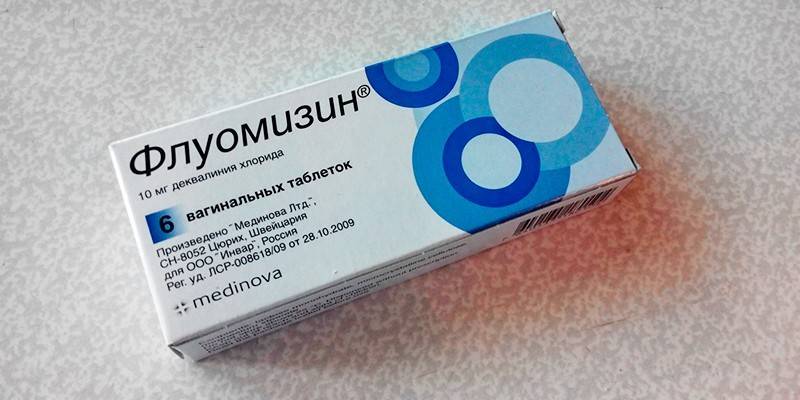 Флуомизин®
10 мг деквалиния хлорида
6 вагинальных таблеток
Произведено "Мединова Лтд.",
CH-8052 Цюрих, Швейцария
для ООО "Инвар", Россия
Рег. уд. ЛСР-008618/09 от 28.10.2009
medinova